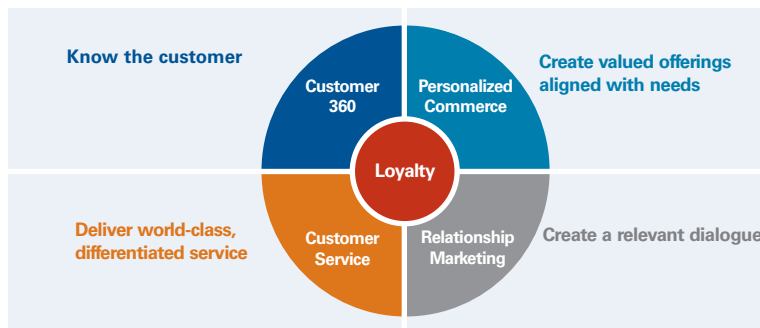 Know the customer
Customer
360
Personalized
Commerce
Create valued offerings
aligned with needs
Loyalty
Deliver world-class,
differentiated service
Customer
Service
Relationship
Marketing
Create a relevant dialogue